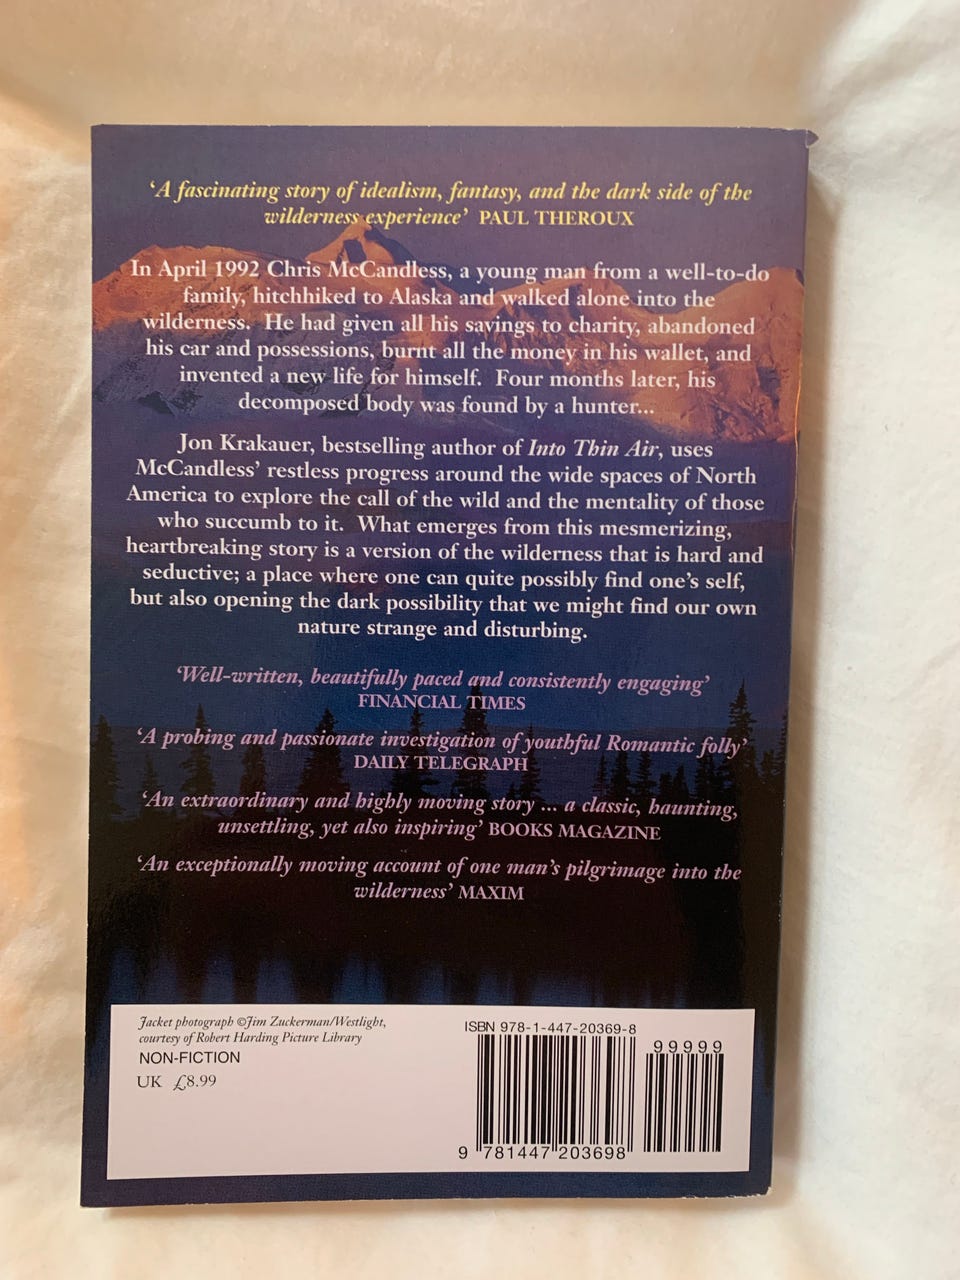 ‘A fascinating story of idealism, fantasy, and the dark side of the
wilderness experience’ PAUL THEROUX
In April 1992 Chris McCandless, a young man from a well-to-do
family, hitchhiked to Alaska and walked alone into the
wilderness. He had given all his savings to charity, abandoned
his car and possessions, burnt all the money in his wallet, and
invented a new life for himself. Four months later, his
decomposed body was found by a hunter...
Jon Krakauer, bestselling author of Into Thin Air, uses
McCandless’ restless progress around the wide spaces of North
America to explore the call of the wild and the mentality of those
who succumb to it. What emerges from this mesmerizing,
heartbreaking story is a version of the wilderness that is hard and
seductive; a place where one can quite possibly find one’s self,
but also opening the dark possibility that we might find our own
nature strange and disturbing.
‘Well-written, beautifully paced and consistently engaging’
FINANCIAL TIMES
‘A probing and passionate investigation of youthful Romantic folly’
DAILY TELEGRAPH
‘An extraordinary and highly moving story ... a classic, haunting,
unsettling, yet also inspiring’ BOOKS MAGAZINE
‘An exceptionally moving account of one man’s pilgrimage into the
wilderness’ MAXIM
Jacket photograph ©Jim Zuckerman/Westlight,
courtesy of Robert Harding Picture Library
NON-FICTION
UK £8.99
ISBN 978-1-447-20369-8
99999
9 781447 203698